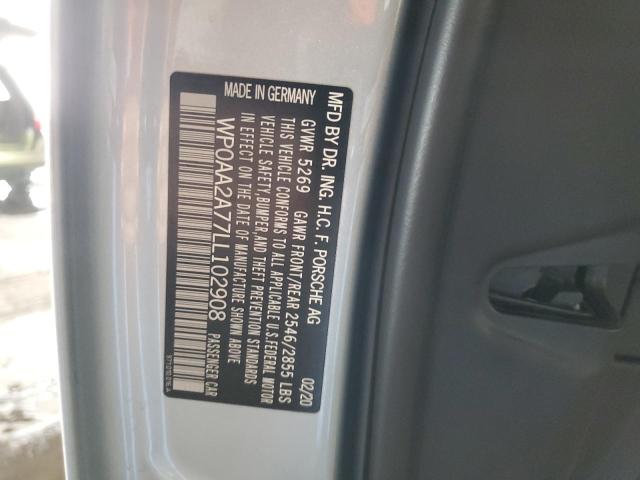 MFD BY DR. ING. H.C. F. PORSCHE AG 02/20
GVWR 5269 GAWR FRONT/REAR 2546/2855 LBS
THIS VEHICLE CONFORMS TO ALL APPLICABLE U.S.FEDERAL MOTOR
VEHICLE SAFETY,BUMPER,AND THEFT PREVENTION STANDARDS
IN EFFECT ON THE DATE OF MANUFACTURE SHOWN ABOVE
MADE IN GERMANY
WP0AA2A77LL102908
PASSENGER CAR